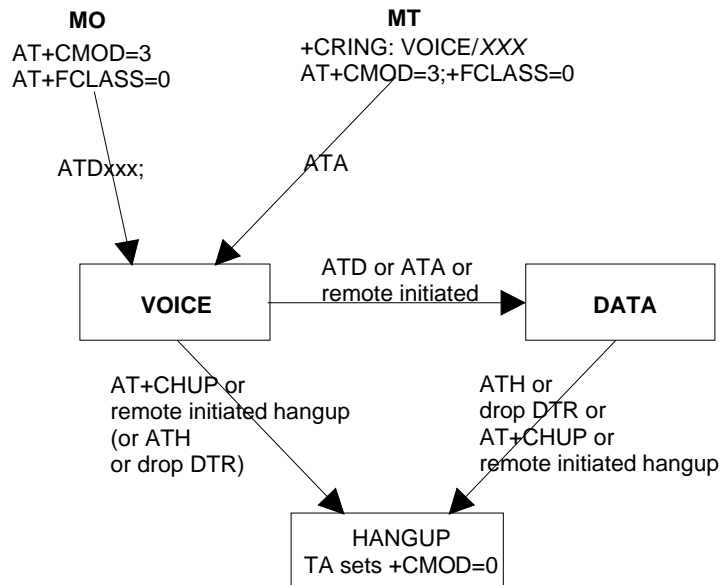 MO
AT+CMOD=3
AT+FCLASS=0
MT
+CRING: VOICE/XXX
AT+CMOD=3;+FCLASS=0
ATDxxx;
ATA
VOICE
ATD or ATA or
remote initiated
DATA
AT+CHUP or
remote initiated hangup
(or ATH
or drop DTR)
ATH or
drop DTR or
AT+CHUP or
remote initiated hangup
HANGUP
TA sets +CMOD=0